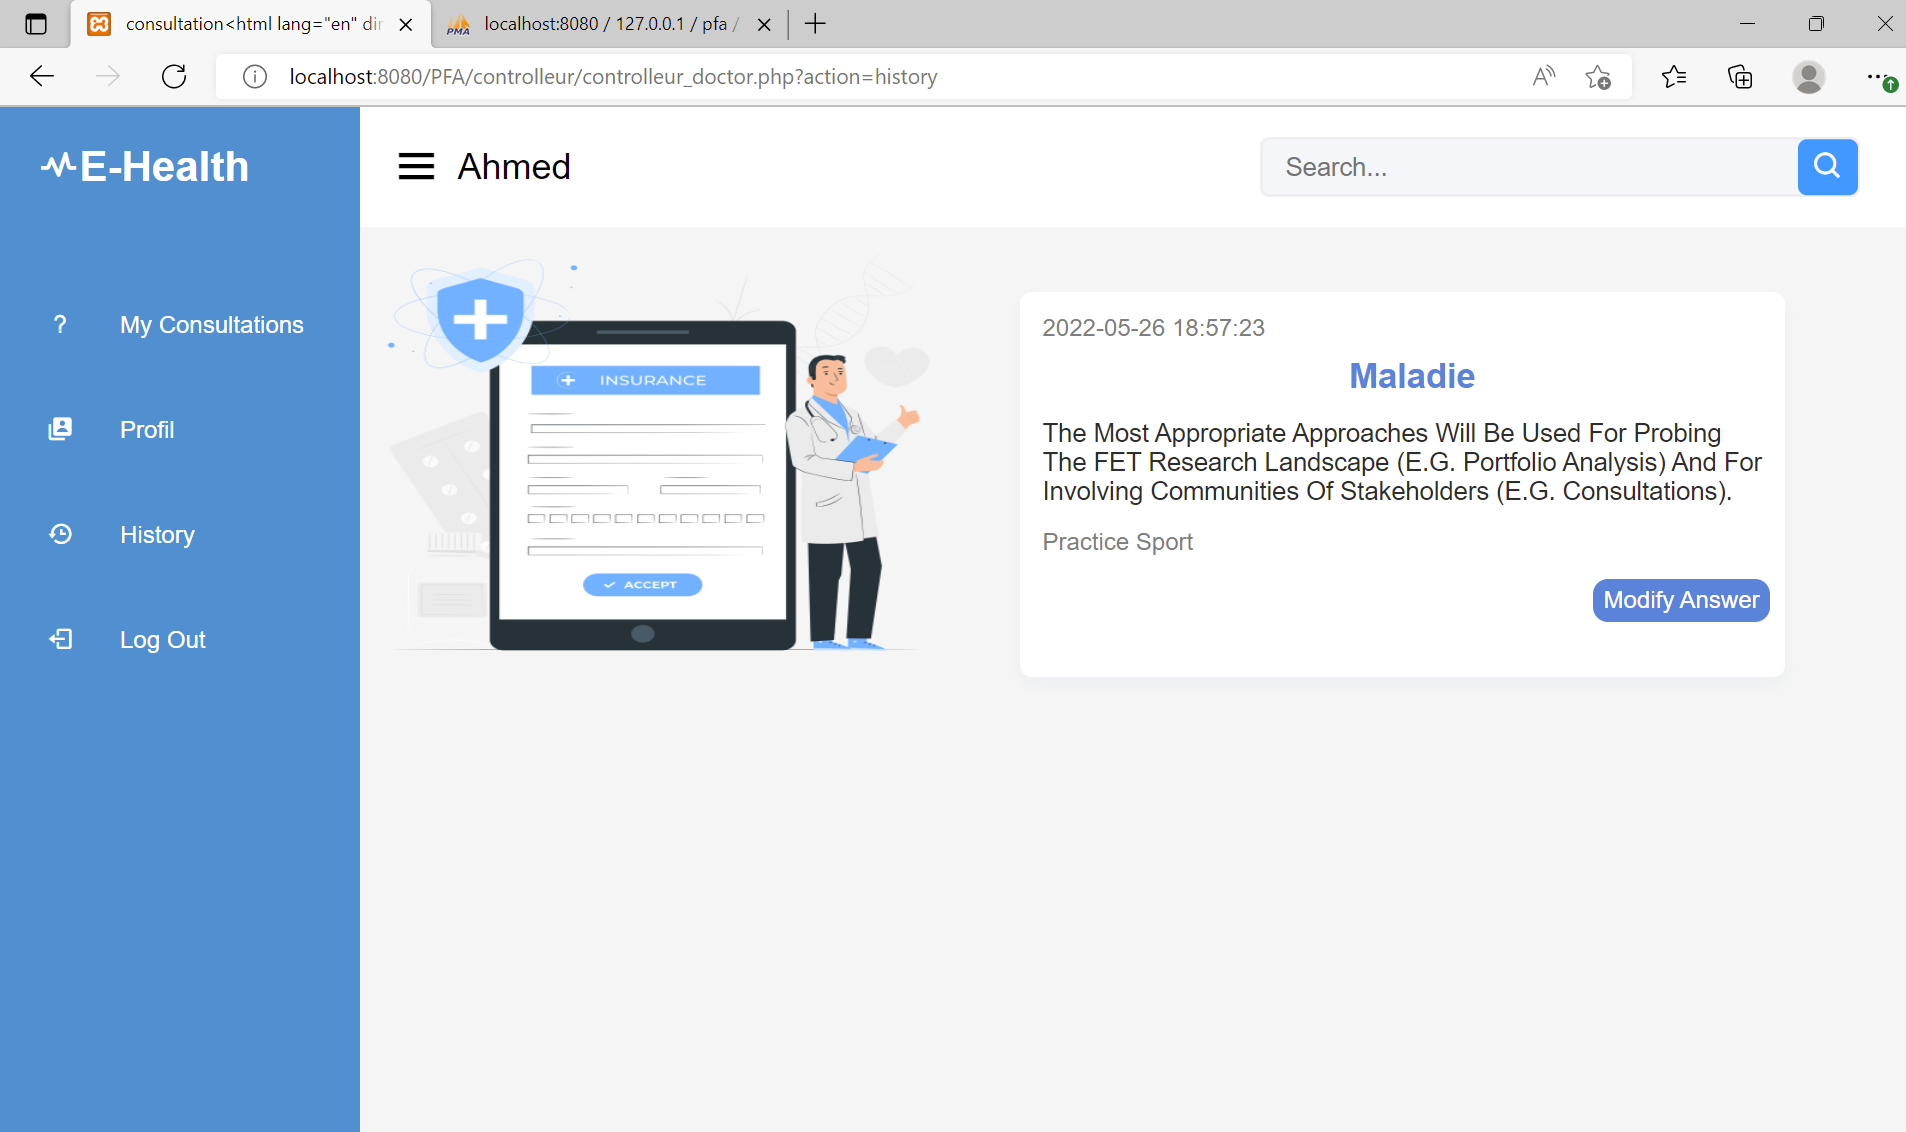 consultation<html lang="en" dir
localhost:8080 / 127.0.0.1 / pfa /
localhost:8080/PFA/controlleur/controlleur_doctor.php?action=history
E-Health
Ahmed
Search...
? My Consultations
Profil
History
Log Out
INSURANCE
ACCEPT
2022-05-26 18:57:23
Maladie
The Most Appropriate Approaches Will Be Used For Probing
The FET Research Landscape (E.G. Portfolio Analysis) And For
Involving Communities Of Stakeholders (E.G. Consultations).
Practice Sport
Modify Answer